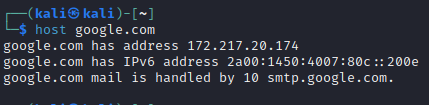 ┌──(kali㉿kali)-[~]
└─$ host google.com
google.com has address 172.217.20.174
google.com has IPv6 address 2a00:1450:4007:80c::200e
google.com mail is handled by 10 smtp.google.com.